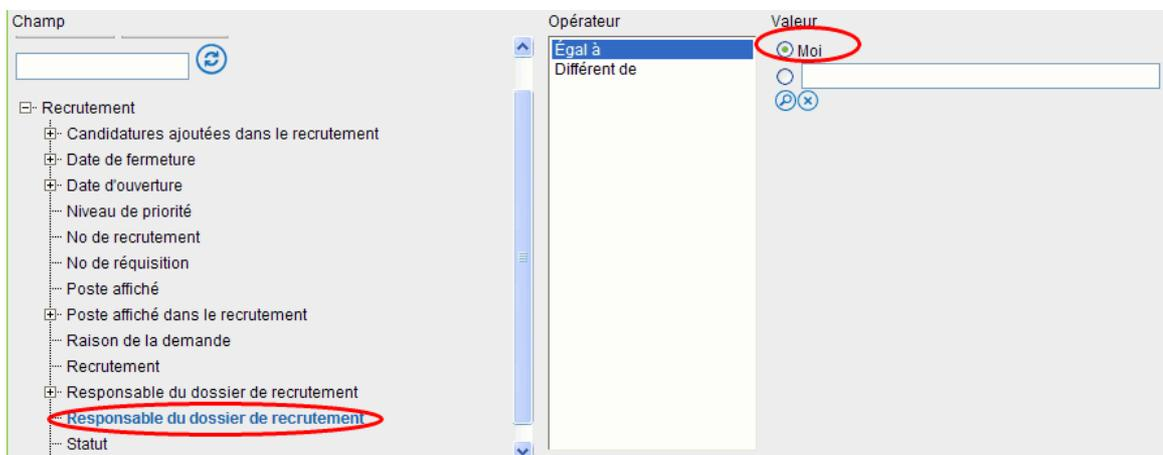 Champ
Opérateur
Valeur
Égal à
Différent de
Moi
Recrutement
Candidatures ajoutées dans le recrutement
Date de fermeture
Date d'ouverture
Niveau de priorité
No de recrutement
No de réquisition
Poste affiché
Poste affiché dans le recrutement
Raison de la demande
Recrutement
Responsable du dossier de recrutement
Responsable du dossier de recrutement
Statut